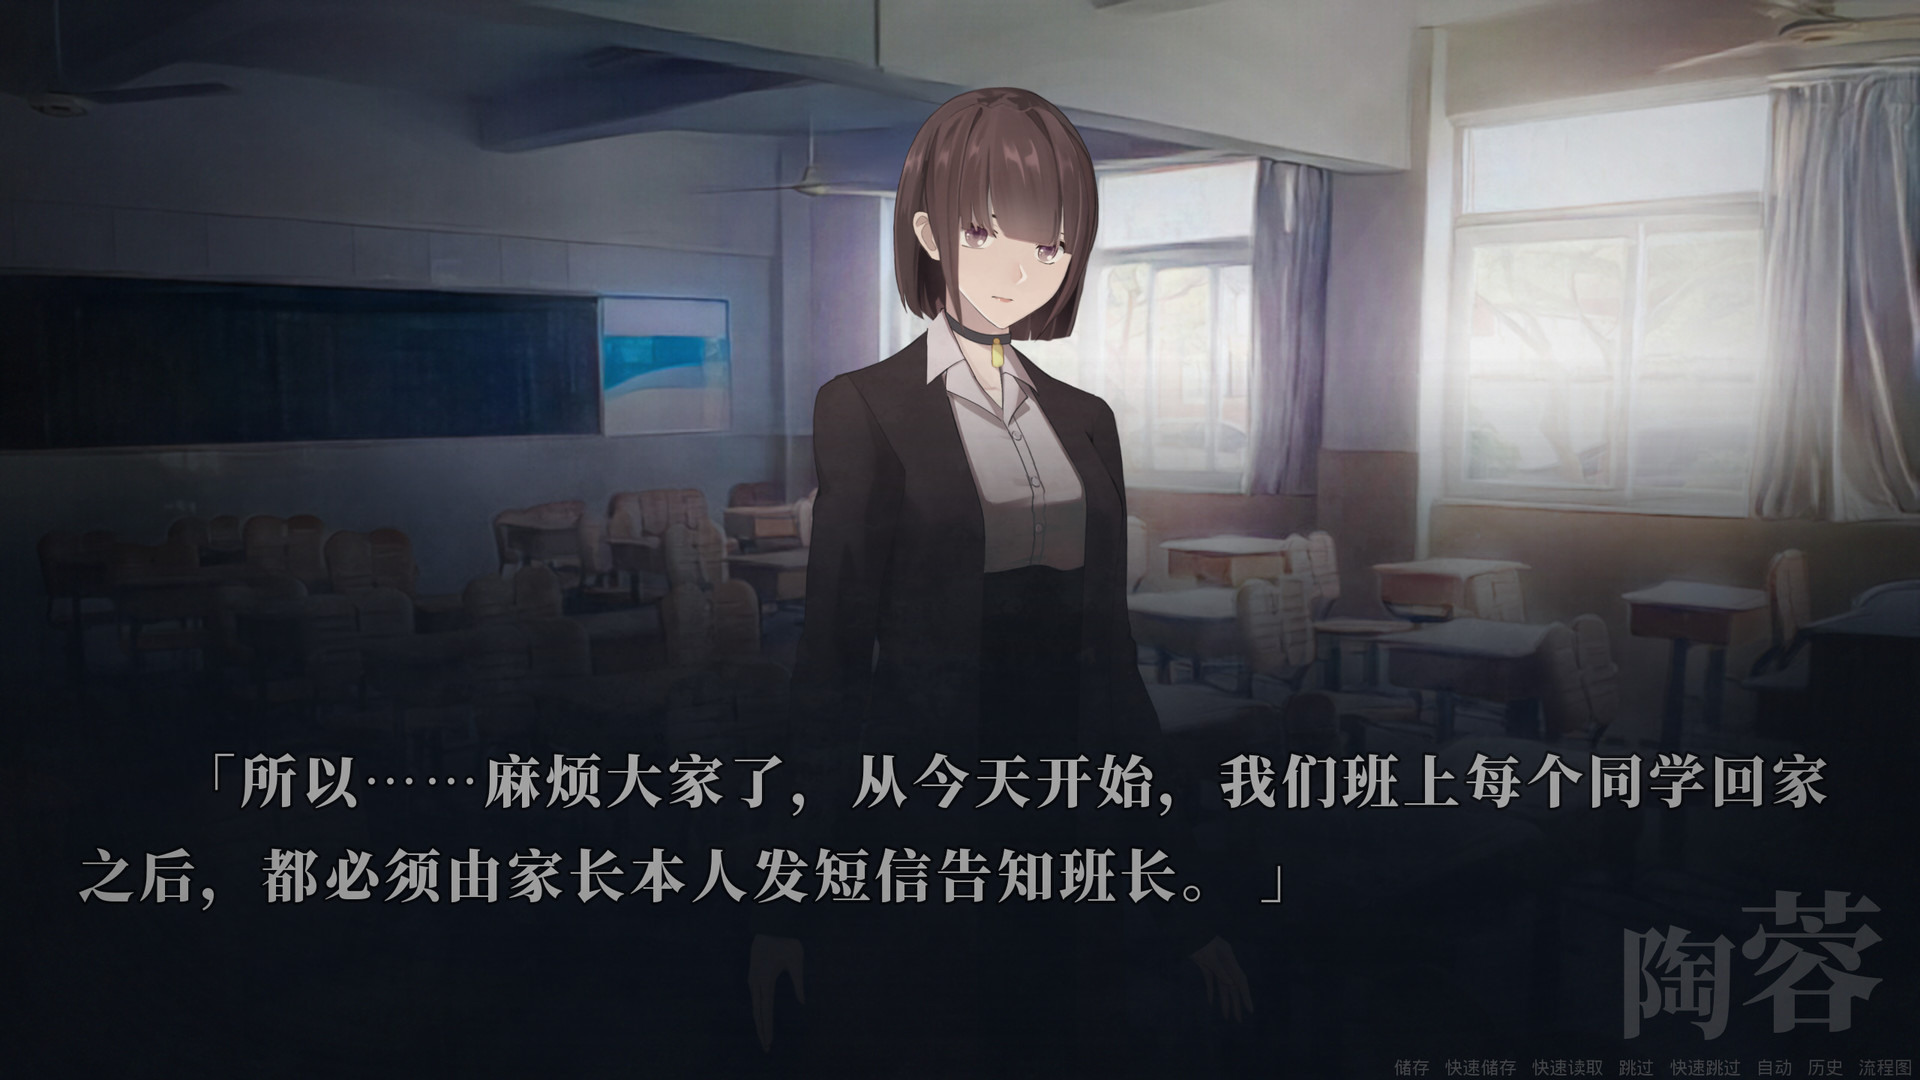 「所以……麻烦大家了，从今天开始，我们班上每个同学回家
之后，都必须由家长本人发短信告知班长。」
陶蓉
储存 快速储存 快速读取 跳过 快速跳过 自动 历史 流程图